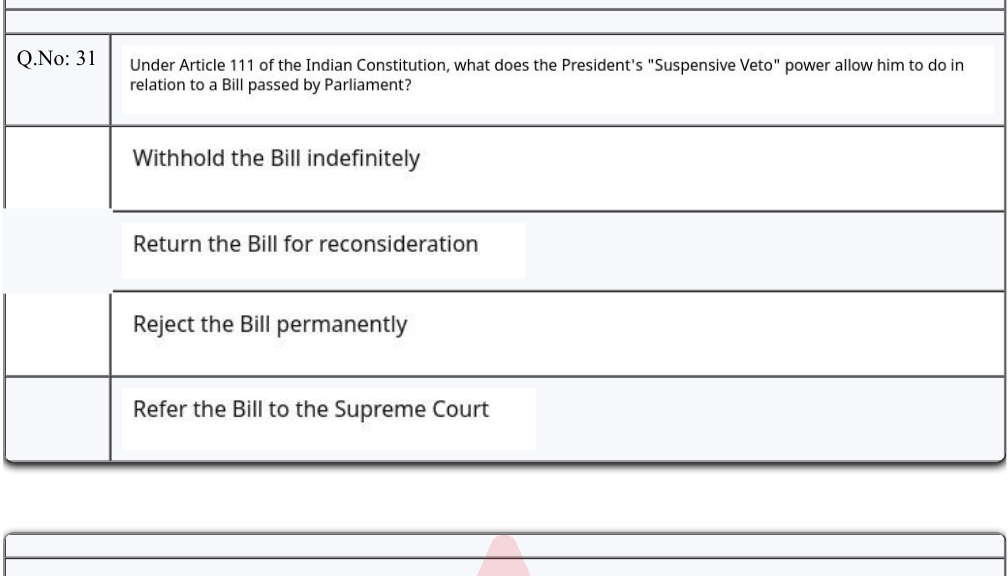 Q.No: 31
Under Article 111 of the Indian Constitution, what does the President's "Suspensive Veto" power allow him to do in
relation to a Bill passed by Parliament?
Withhold the Bill indefinitely
Return the Bill for reconsideration
Reject the Bill permanently
Refer the Bill to the Supreme Court